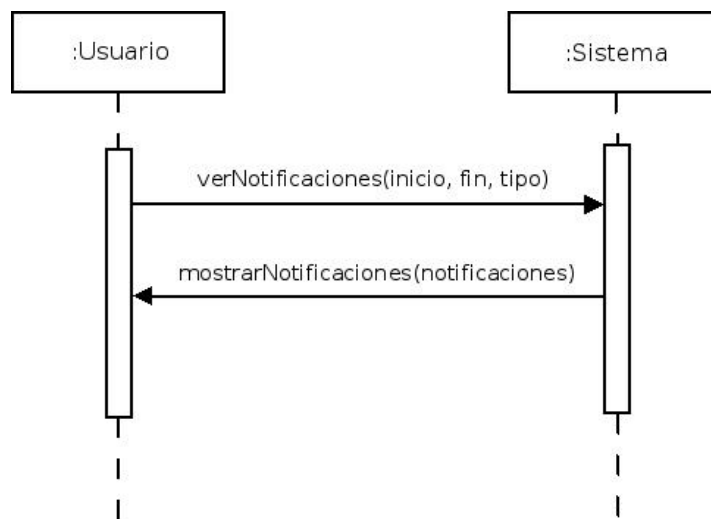 :Usuario
:Sistema
verNotificaciones(inicio, fin, tipo)
mostrarNotificaciones(notificaciones)